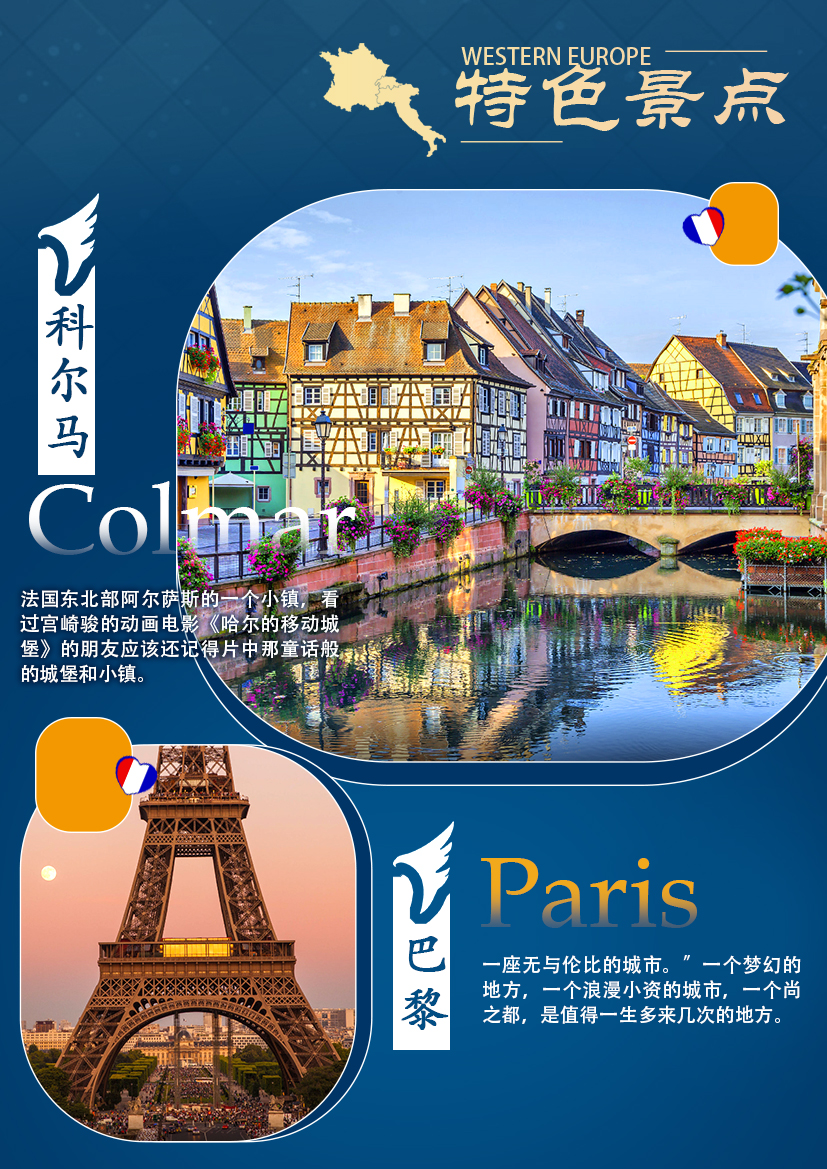 WESTERN EUROPE
特色景点
科尔马
Colmar
法国东北部阿尔萨斯的一个小镇，看
过宫崎骏的动画电影《哈尔的移动城
堡》的朋友应该还记得片中那童话般
的城堡和小镇。
巴黎
Paris
一座无与伦比的城市。”一个梦幻的
地方，一个浪漫小资的城市，一个尚
之都，是值得一生多来几次的地方。